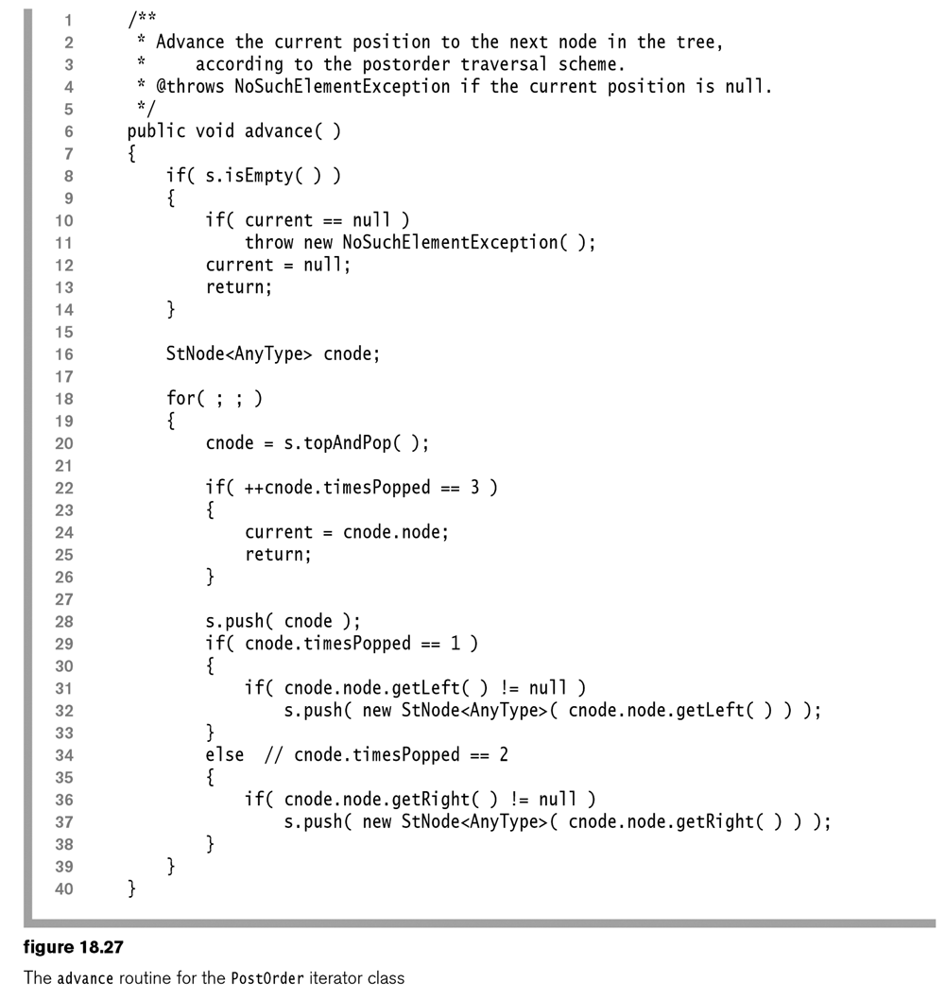 1 /**
2 * Advance the current position to the next node in the tree,
3 * according to the postorder traversal scheme.
4 * @throws NoSuchElementException if the current position is null.
5 */
6 public void advance( )
7 {
8 if( s.isEmpty( ) )
9 {
10 if( current == null )
11 throw new NoSuchElementException( );
12 current = null;
13 return;
14 }
15
16 StNode<AnyType> cnode;
17
18 for( ; ; )
19 {
20 cnode = s.topAndPop( );
21
22 if( ++cnode.timesPopped == 3 )
23 {
24 current = cnode.node;
25 return;
26 }
27
28 s.push( cnode );
29 if( cnode.timesPopped == 1 )
30 {
31 if( cnode.node.getLeft( ) != null )
32 s.push( new StNode<AnyType>( cnode.node.getLeft( ) ) );
33 }
34 else // cnode.timesPopped == 2
35 {
36 if( cnode.node.getRight( ) != null )
37 s.push( new StNode<AnyType>( cnode.node.getRight( ) ) );
38 }
39 }
40 }
figure 18.27
The advance routine for the PostOrder iterator class